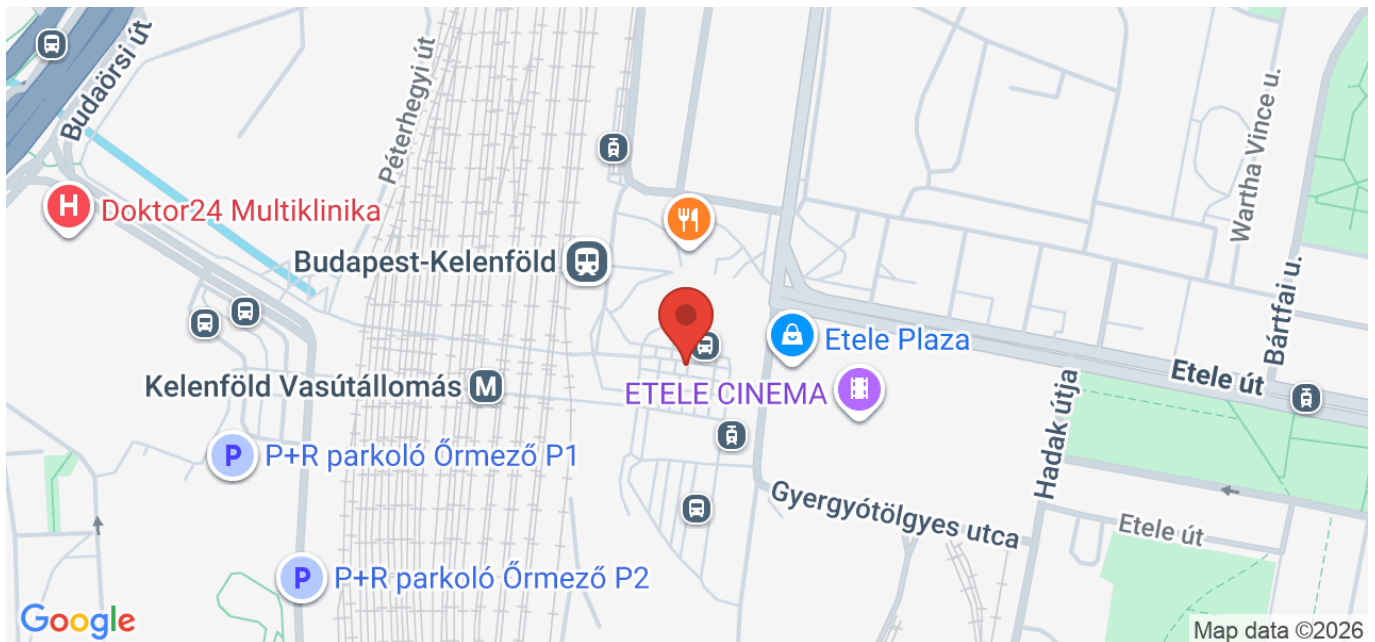 Budaörsi út
Péterhegyi út
Wartha Vince u.
H
Doktor24 Multiklinika
Budapest-Kelenföld
Bártfai u.
Etele Plaza
Kelenföld Vasútállomás M
ETELE CINEMA
Etele út
P P+R parkoló Őrmező P1
Hadak útja
Gyergyótölgyes utca
Etele út
P P+R parkoló Őrmező P2
Google
Map data ©2026